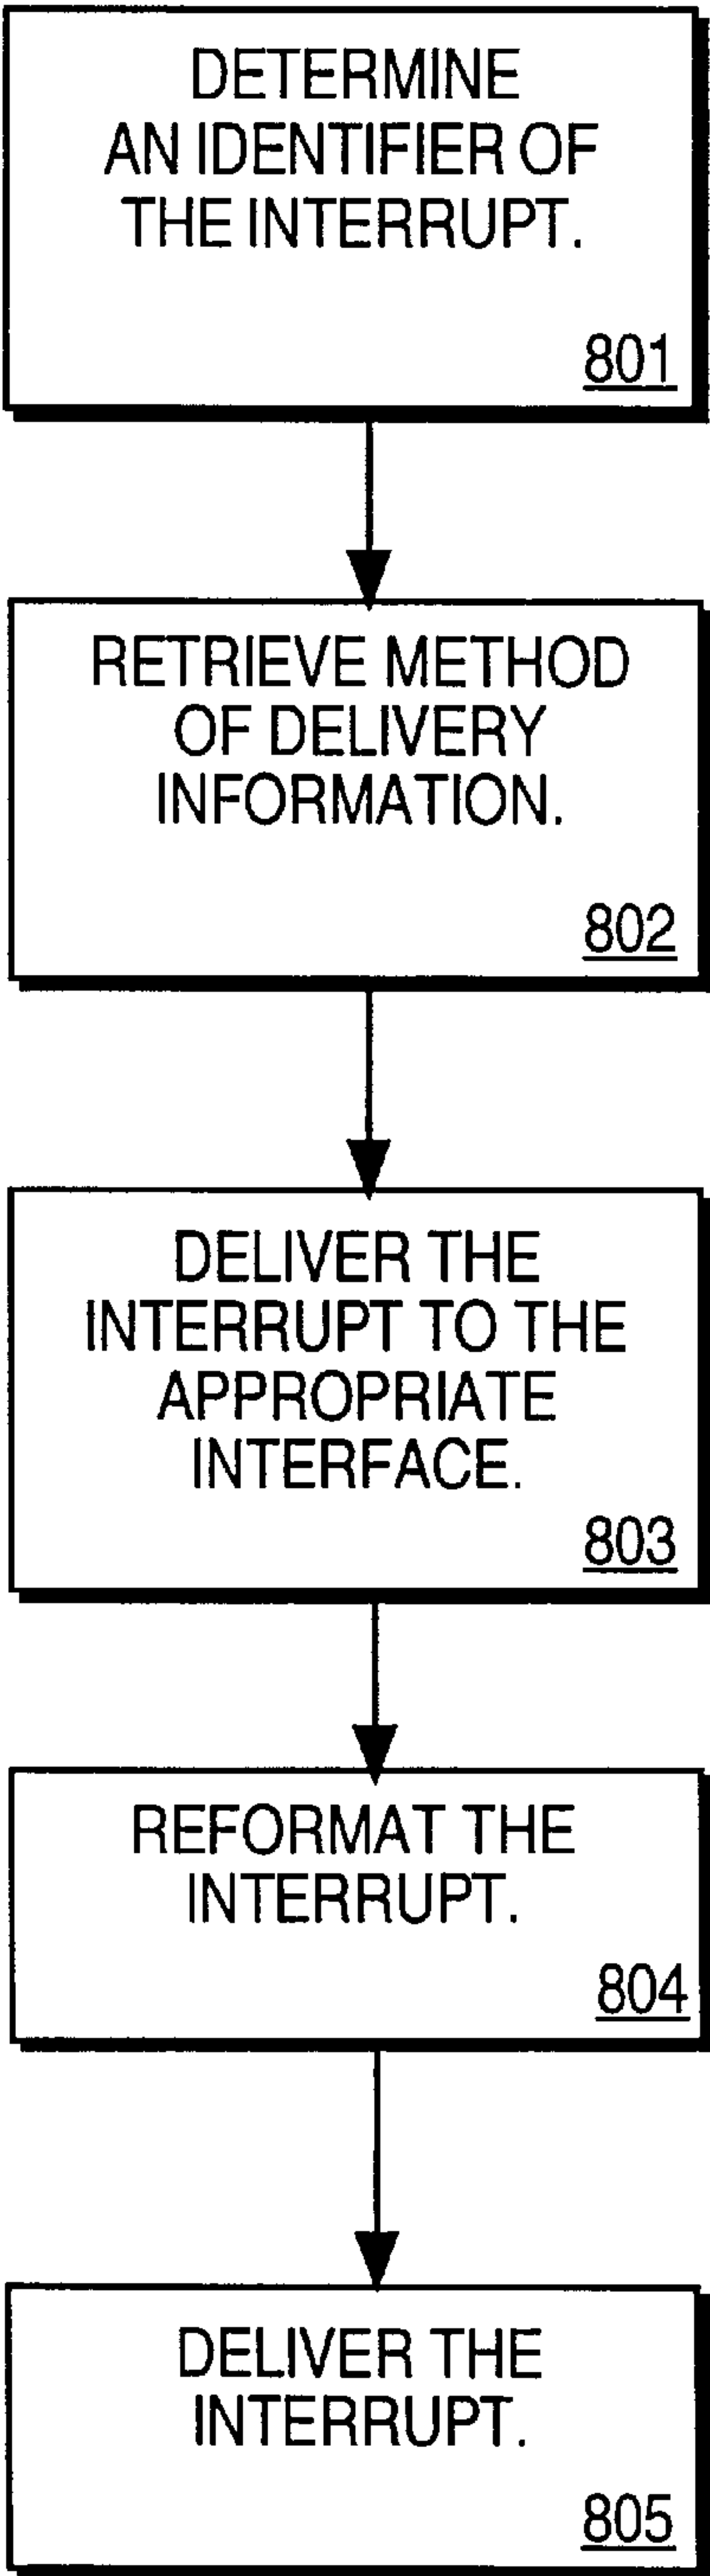 DETERMINE
AN IDENTIFIER OF
THE INTERRUPT.
801
RETRIEVE METHOD
OF DELIVERY
INFORMATION.
802
DELIVER THE
INTERRUPT TO THE
APPROPRIATE
INTERFACE.
803
REFORMAT THE
INTERRUPT.
804
DELIVER THE
INTERRUPT.
805